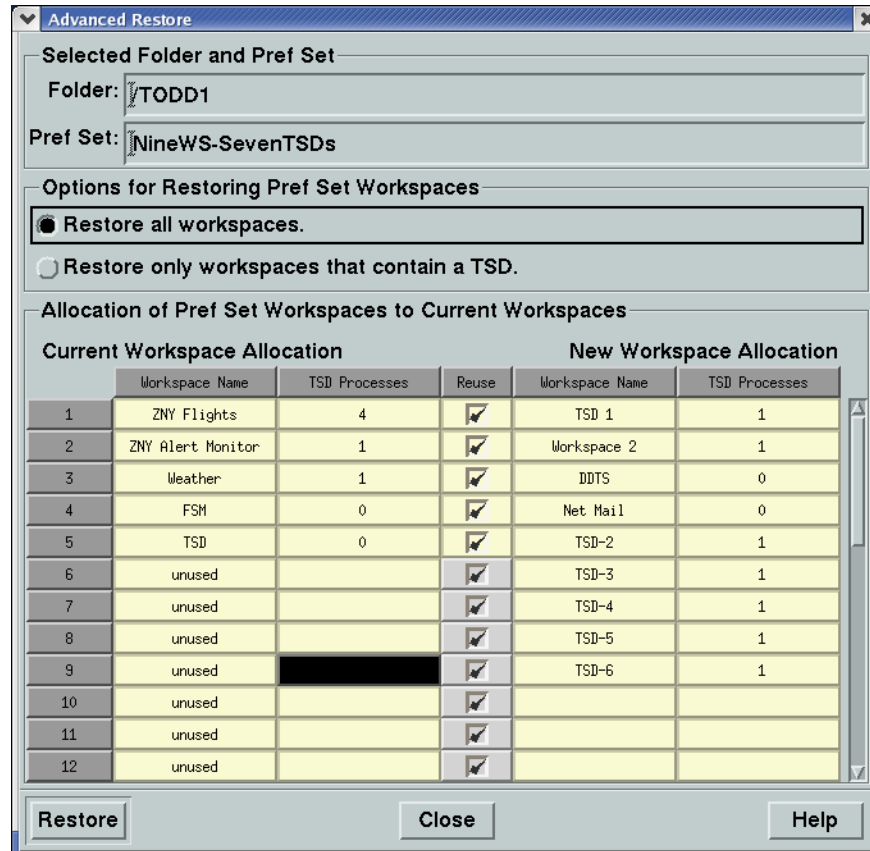 Advanced Restore
Selected Folder and Pref Set
Folder: /TODD1
Pref Set: NineWS-SevenTSDs
Options for Restoring Pref Set Workspaces
Restore all workspaces.
Restore only workspaces that contain a TSD.
Allocation of Pref Set Workspaces to Current Workspaces
Current Workspace Allocation New Workspace Allocation
Workspace Name TSD Processes Reuse Workspace Name TSD Processes
1 ZNY Flights 4 TSD 1 1
2 ZNY Alert Monitor 1 Workspace 2 1
3 Weather 1 DDTS 0
4 FSM 0 Net Mail 0
5 TSD 0 TSD-2 1
6 unused TSD-3 1
7 unused TSD-4 1
8 unused TSD-5 1
9 unused TSD-6 1
10 unused
11 unused
12 unused
Restore Close Help